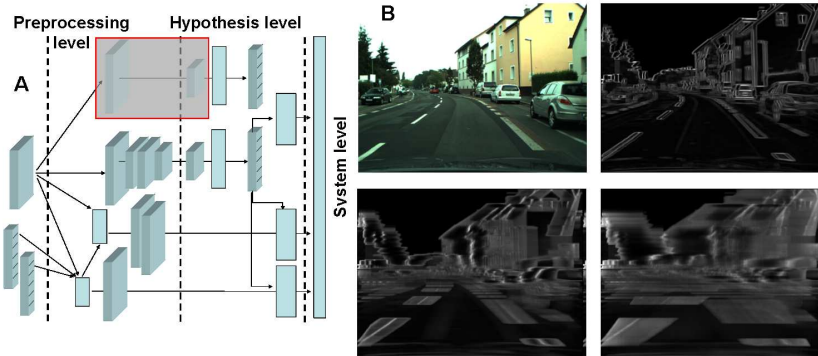 Preprocessing
level
Hypothesis level
A
System level
B